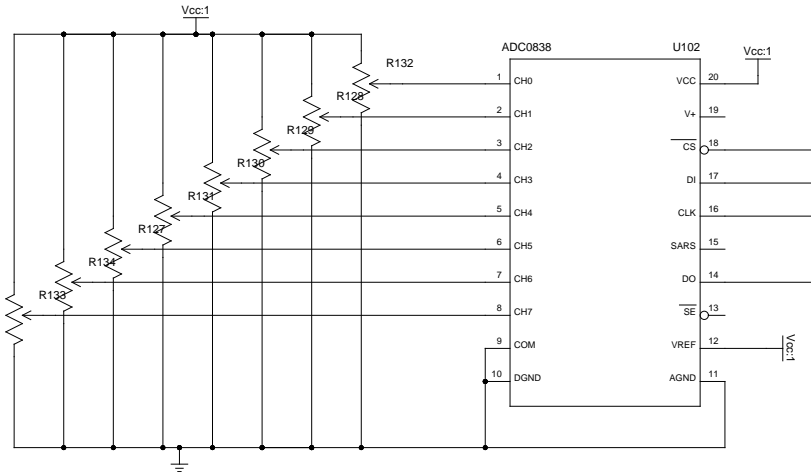 Vcc:1
ADC0838 U102
Vcc:1
R132
1 CH0 VCC 20
R128
2 CH1 V+ 19
R129
3 CH2 CS 18
R130
4 CH3 DI 17
R131
5 CH4 CLK 16
R127
6 CH5 SARS 15
R134
7 CH6 DO 14
R133
8 CH7 SE 13
9 COM VREF 12
Vcc:1
10 DGND AGND 11